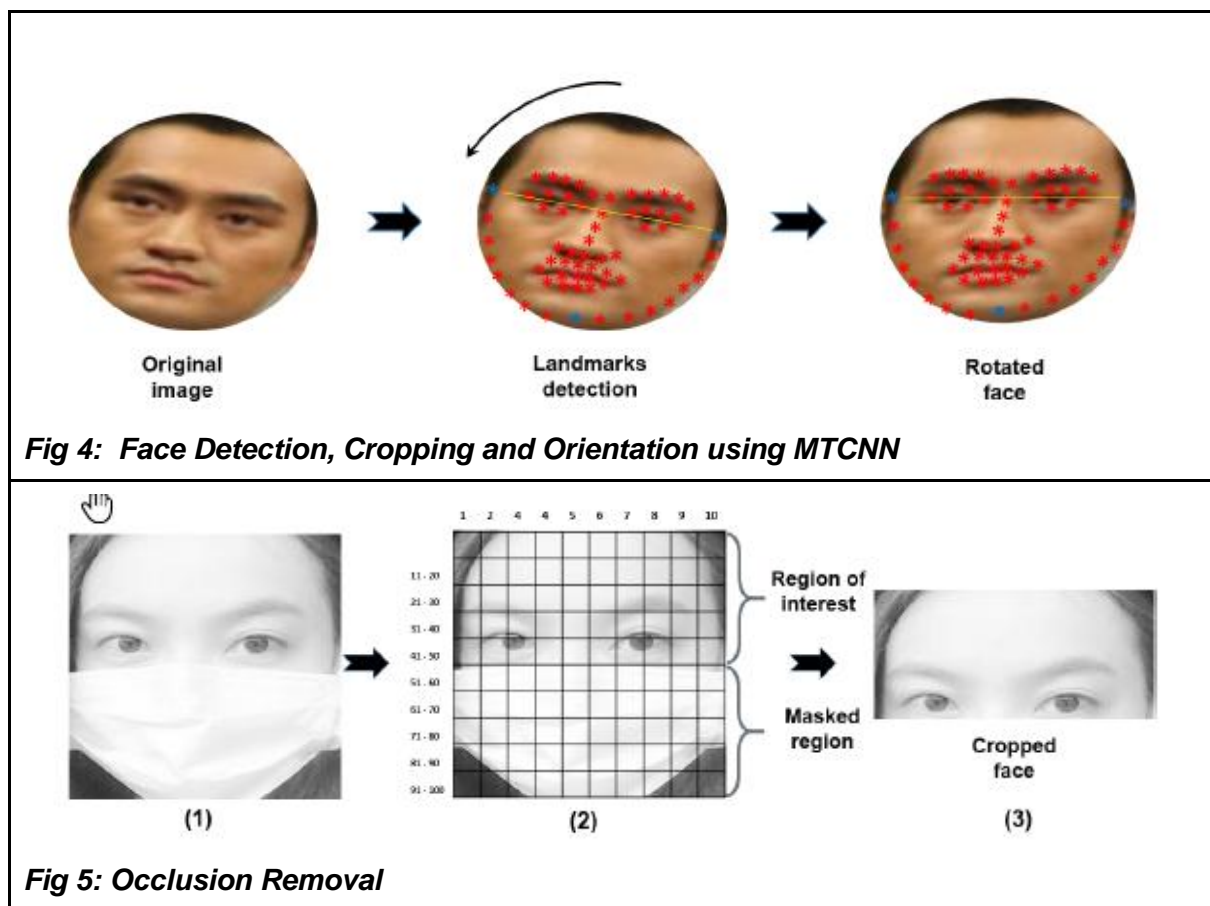 Original
image
Landmarks
detection
Rotated
face
Fig 4: Face Detection, Cropping and Orientation using MTCNN
1 2 4 4 5 6 7 8 9 10
11 - 20
21 - 30
31 - 40
41 - 50
51 - 60
61 - 70
71 - 80
81 - 90
91 - 100
Region of
interest
Masked
region
Cropped
face
(1)
(2)
(3)
Fig 5: Occlusion Removal